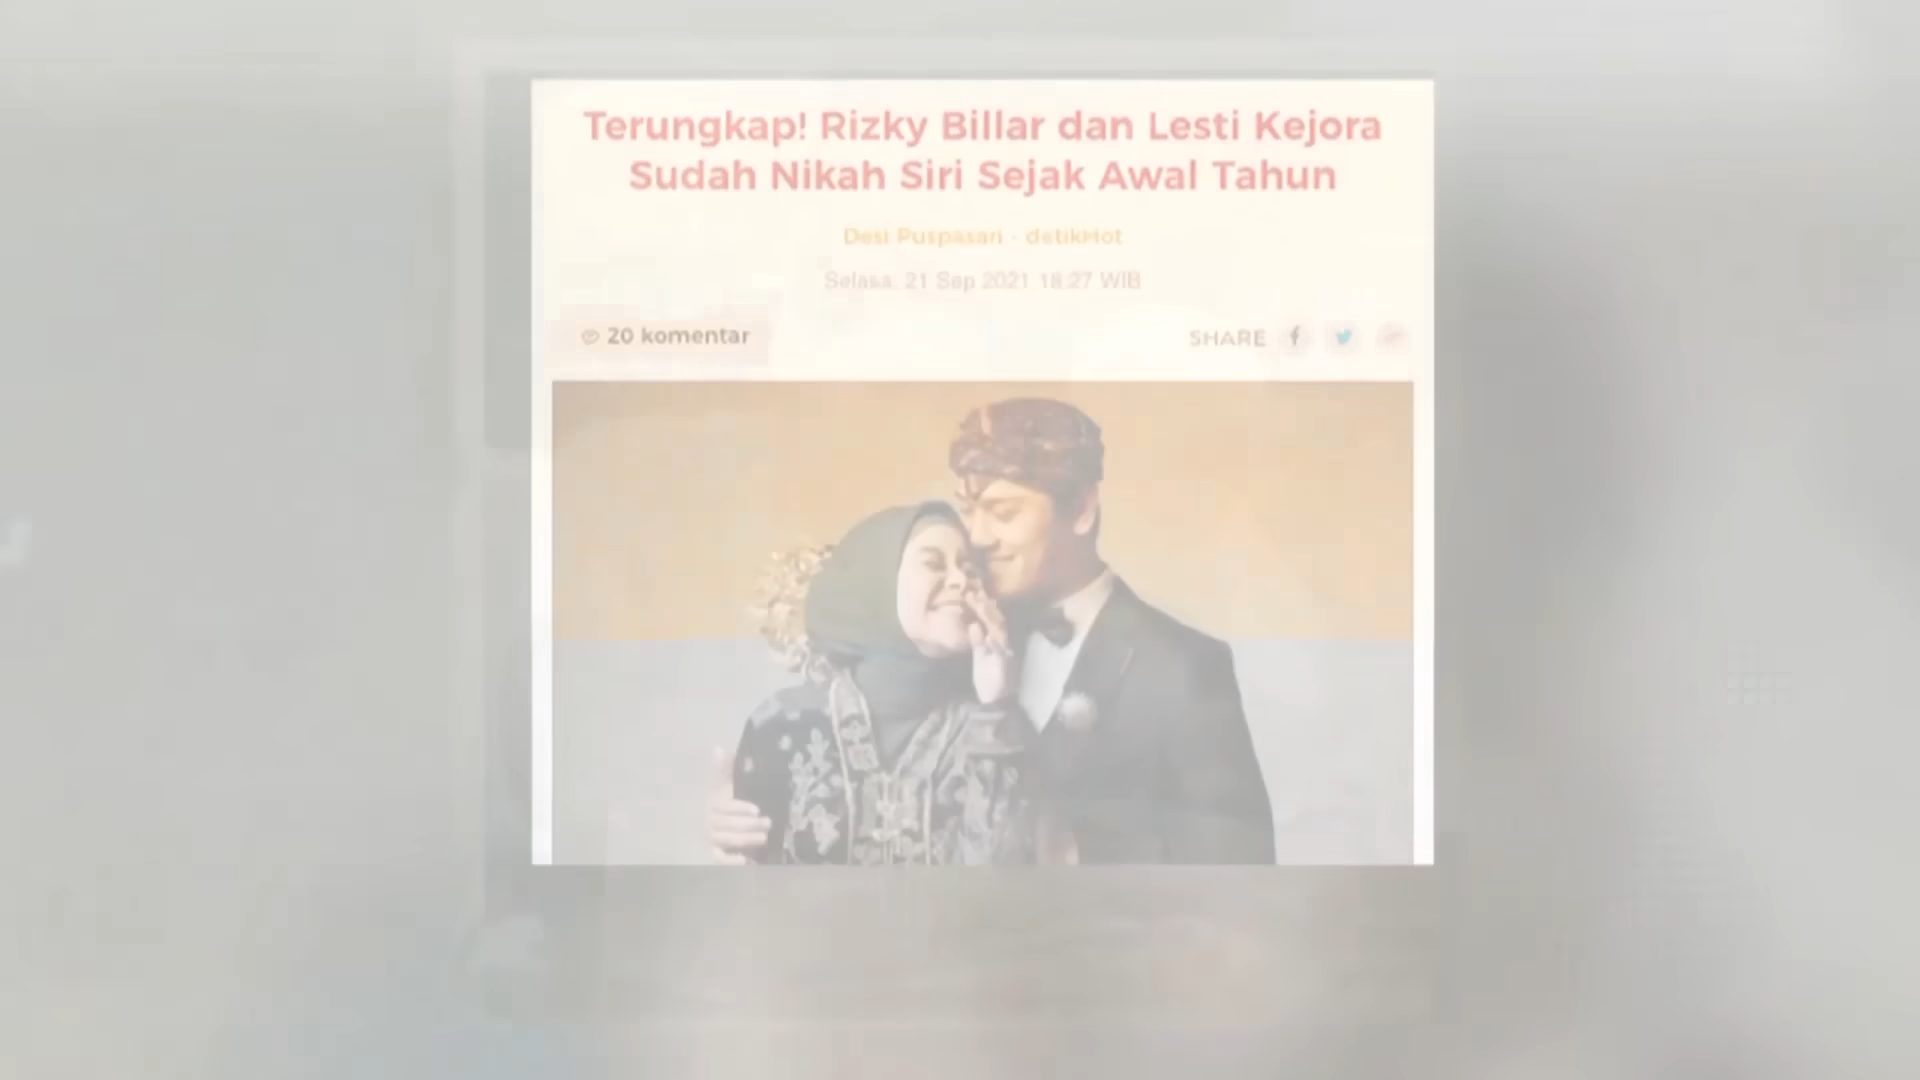 Terungkap! Rizky Billar dan Lesti Kejora
Sudah Nikah Siri Sejak Awal Tahun
Desi Puspasari - detikHot
Selasa, 21 Sep 2021 18:27 WIB
20 komentar
SHARE